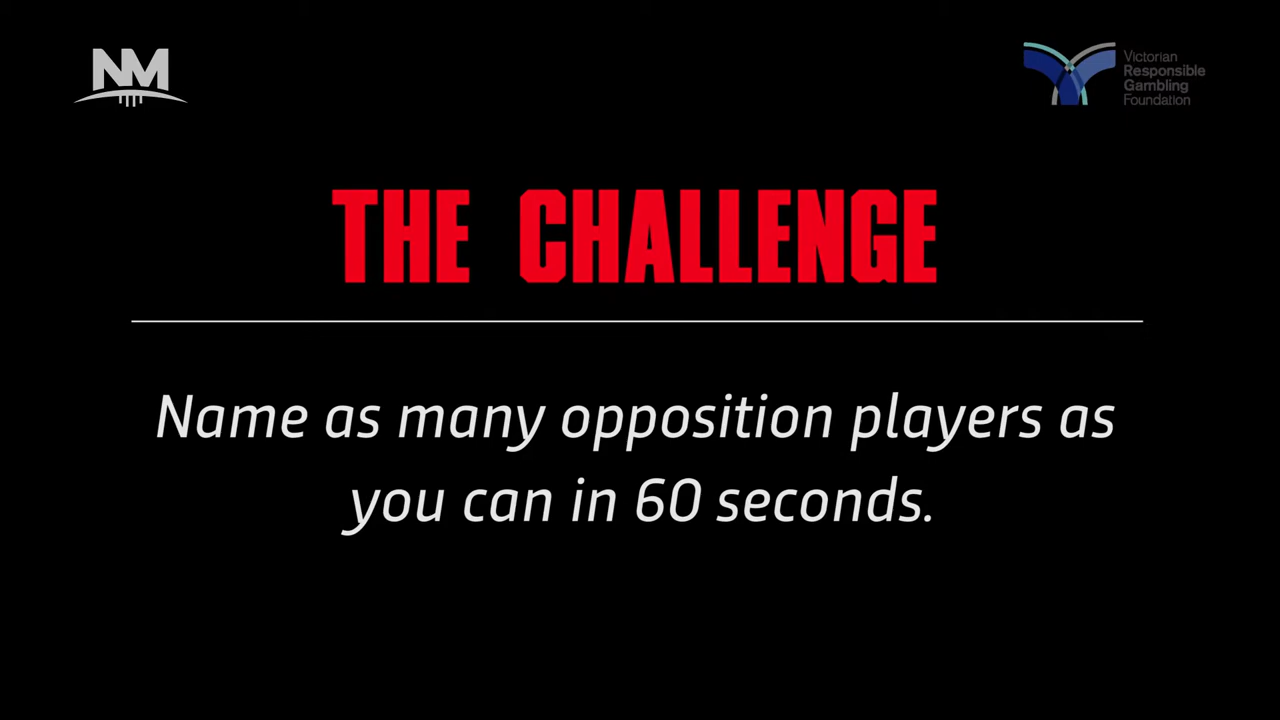 NM
Victorian
Responsible
Gambling
Foundation
THE CHALLENGE
Name as many opposition players as
you can in 60 seconds.